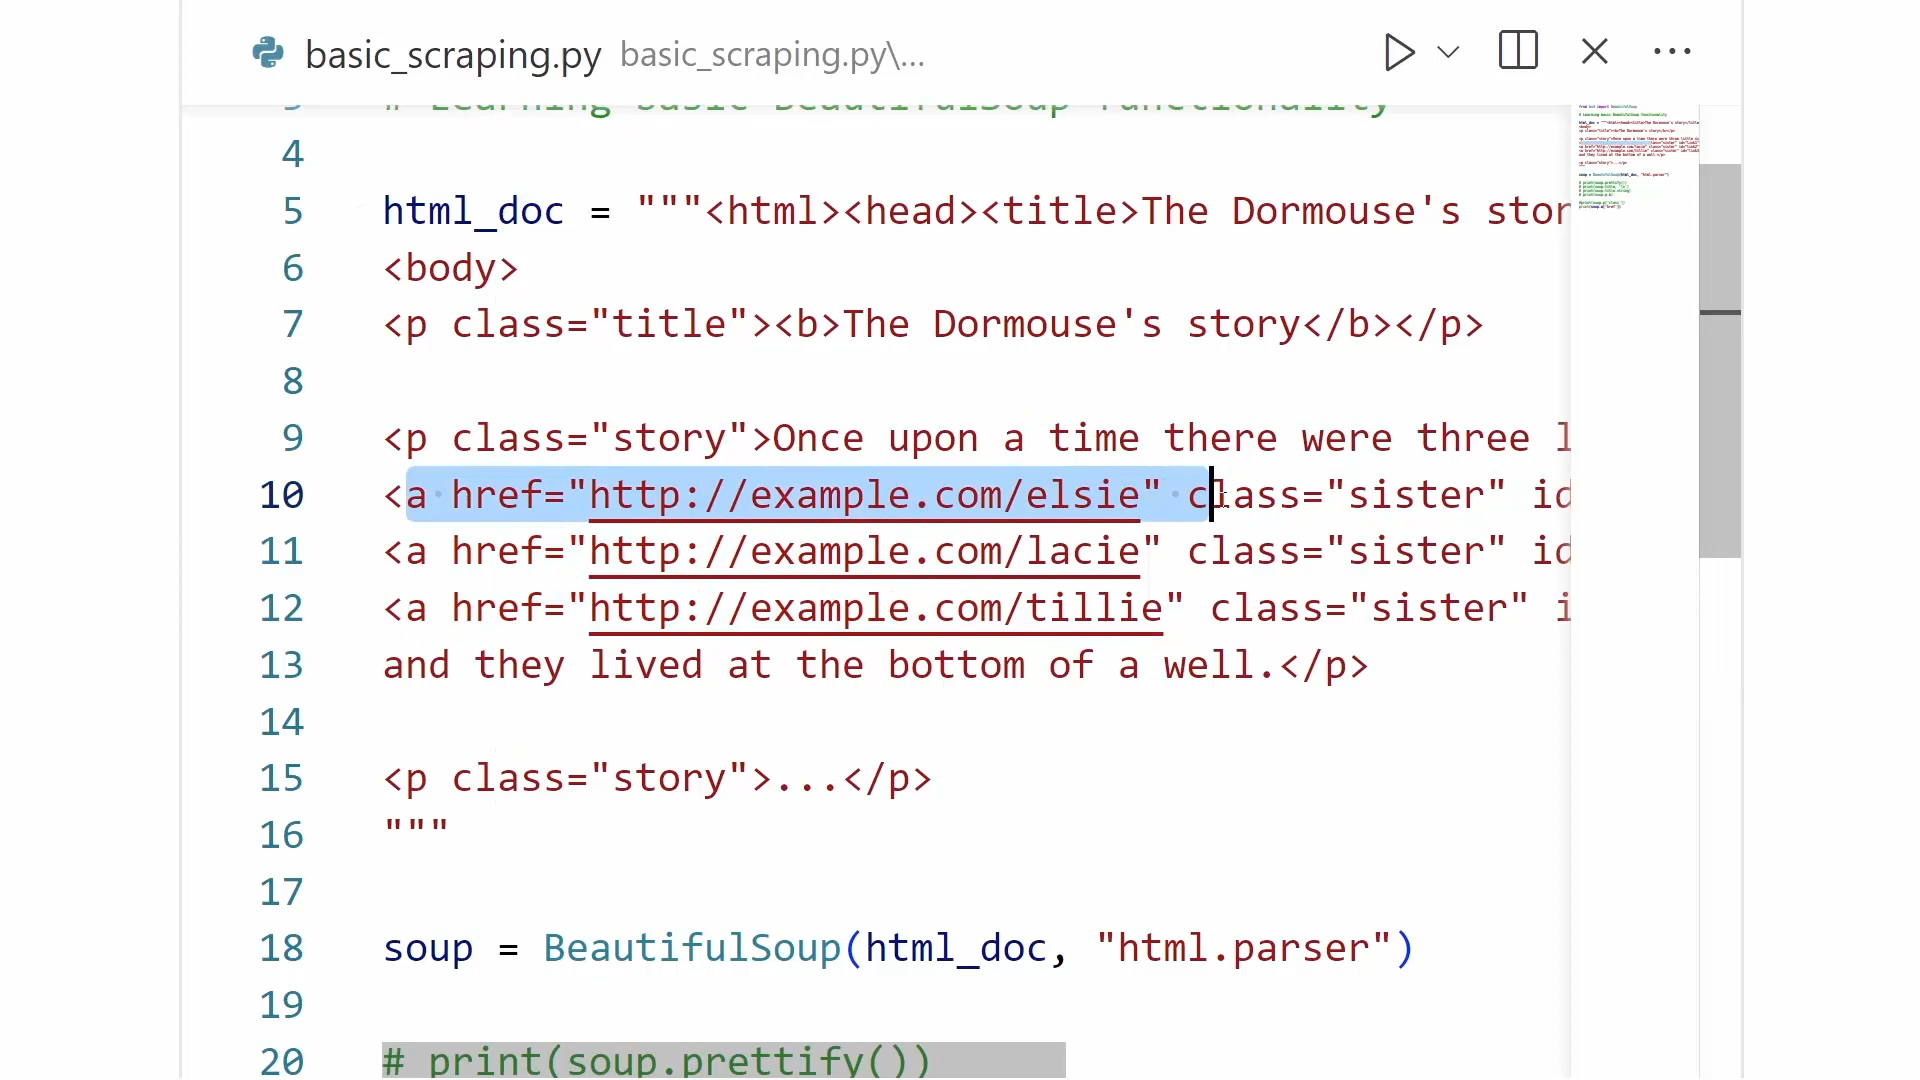 basic_scraping.py basic_scraping.py\...
# Learning basic BeautifulSoup functionality
4
5 html_doc = """<html><head><title>The Dormouse's stor
6 <body>
7 <p class="title"><b>The Dormouse's story</b></p>
8
9 <p class="story">Once upon a time there were three l
10 <a href="http://example.com/elsie" class="sister" id
11 <a href="http://example.com/lacie" class="sister" id
12 <a href="http://example.com/tillie" class="sister" i
13 and they lived at the bottom of a well.</p>
14
15 <p class="story">...</p>
16 """
17
18 soup = BeautifulSoup(html_doc, "html.parser")
19
20 # print(soup.prettify())